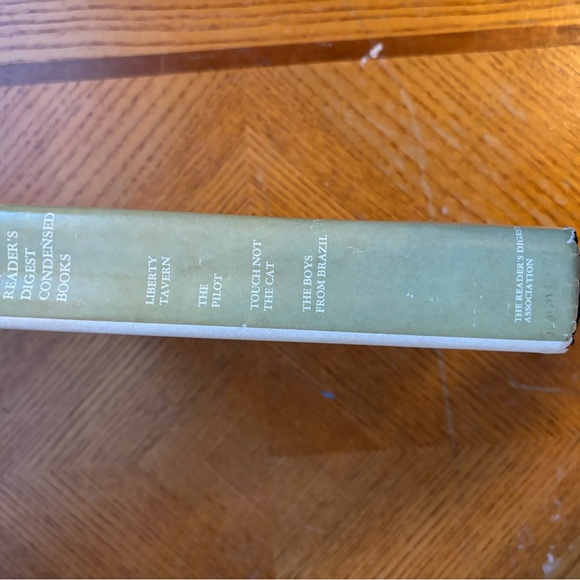 READER'S
DIGEST
CONDENSED
BOOKS
LIBERTY
TAVERN
THE
PILOT
TOUCH NOT
THE CAT
THE BOYS
FROM BRAZIL
THE READER'S DIGEST
ASSOCIATION